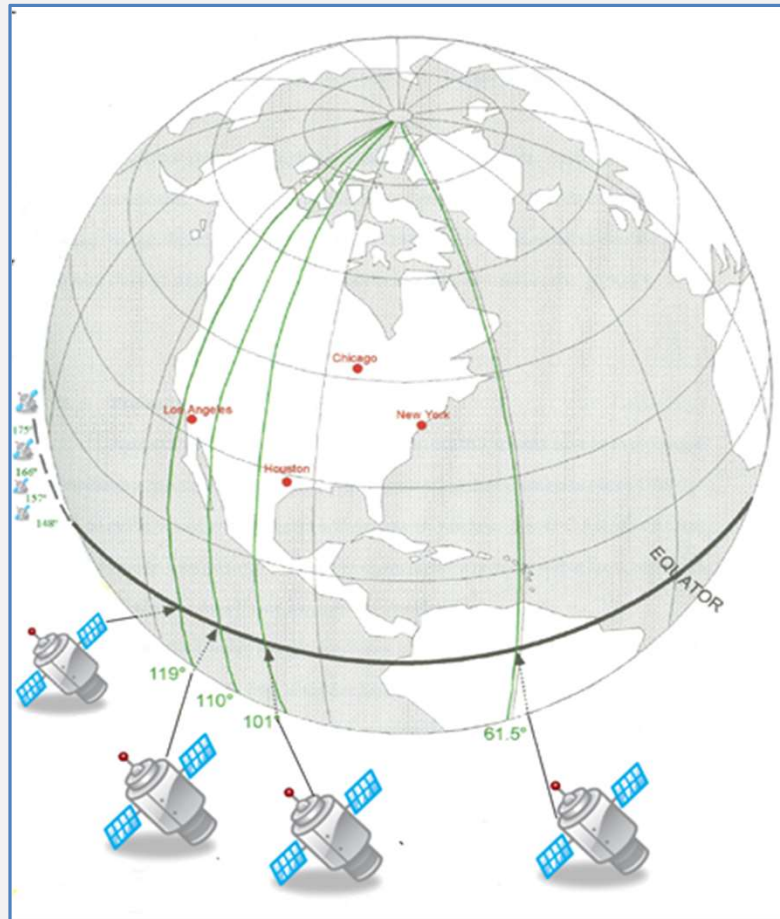 Chicago
Los Angeles
New York
Houston
175°
166°
157°
148°
EQUATOR
119°
110°
101°
61.5°